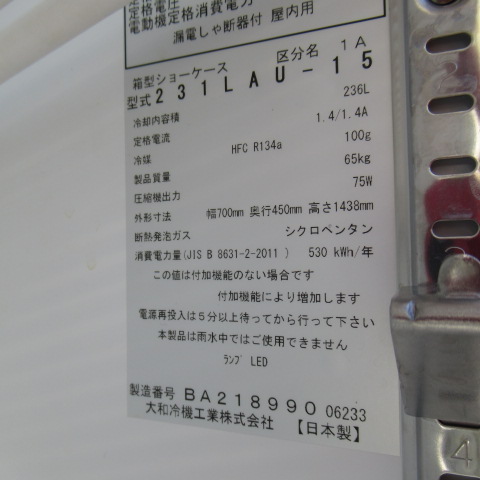 定格電圧
電動機定格消費電力
漏電しゃ断器付 屋内用
箱型ショーケース 区分名 1A
型式 231LAU-15
冷却内容積 236L
定格電流 1.4/1.4A
冷媒 HFC R134a 100g
製品質量 65kg
圧縮機出力 75W
外形寸法 幅700mm 奥行450mm 高さ1438mm
断熱発泡ガス シクロペンタン
消費電力量(JIS B 8631-2-2011 ) 530 kWh/年
この値は付加機能のない場合です
付加機能により増加します
電源再投入は5分以上待ってから行って下さい
本製品は雨水中ではご使用できません
ランプ LED
製造番号 BA218990 06233
大和冷機工業株式会社 【日本製】
4